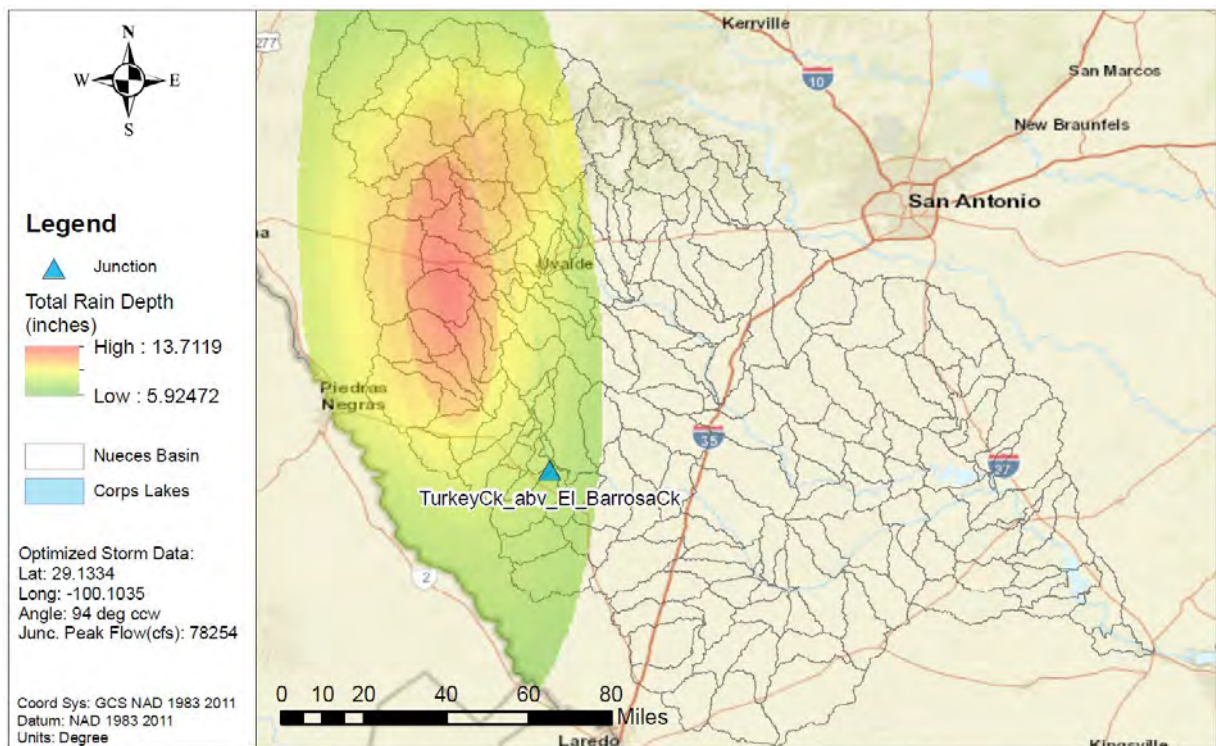 N
W E
S
Legend
Junction
Total Rain Depth
(inches)
High : 13.7119
Low : 5.92472
Nueces Basin
Corps Lakes
Optimized Storm Data:
Lat: 29.1334
Long: -100.1035
Angle: 94 deg ccw
Junc. Peak Flow(cfs): 78254
Coord Sys: GCS NAD 1983 2011
Datum: NAD 1983 2011
Units: Degree
277
Kerrville
10
San Marcos
New Braunfels
San Antonio
na
Uvalde
Piedras
Negras
35
37
TurkeyCk_abv_El_BarrosaCk
2
0 10 20 40 60 80
Miles
Laredo
Kingsville